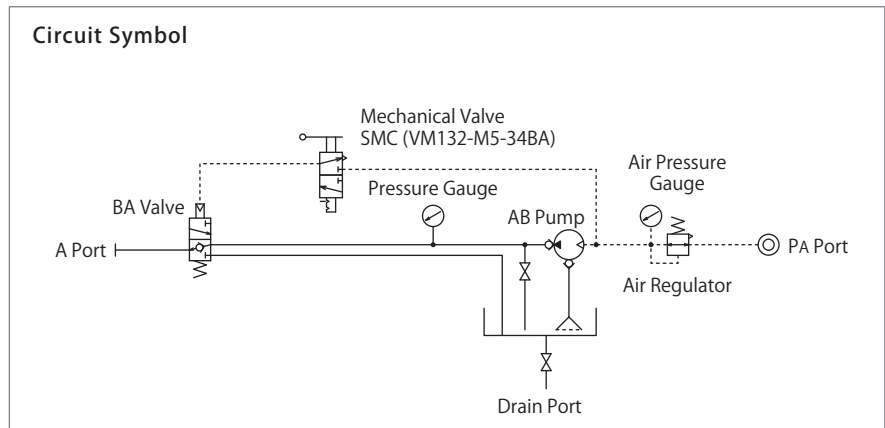 Circuit Symbol
Mechanical Valve
SMC (VM132-M5-34BA)
Air Pressure
Gauge
Pressure Gauge
BA Valve
AB Pump
A Port
PA Port
Air Regulator
Drain Port